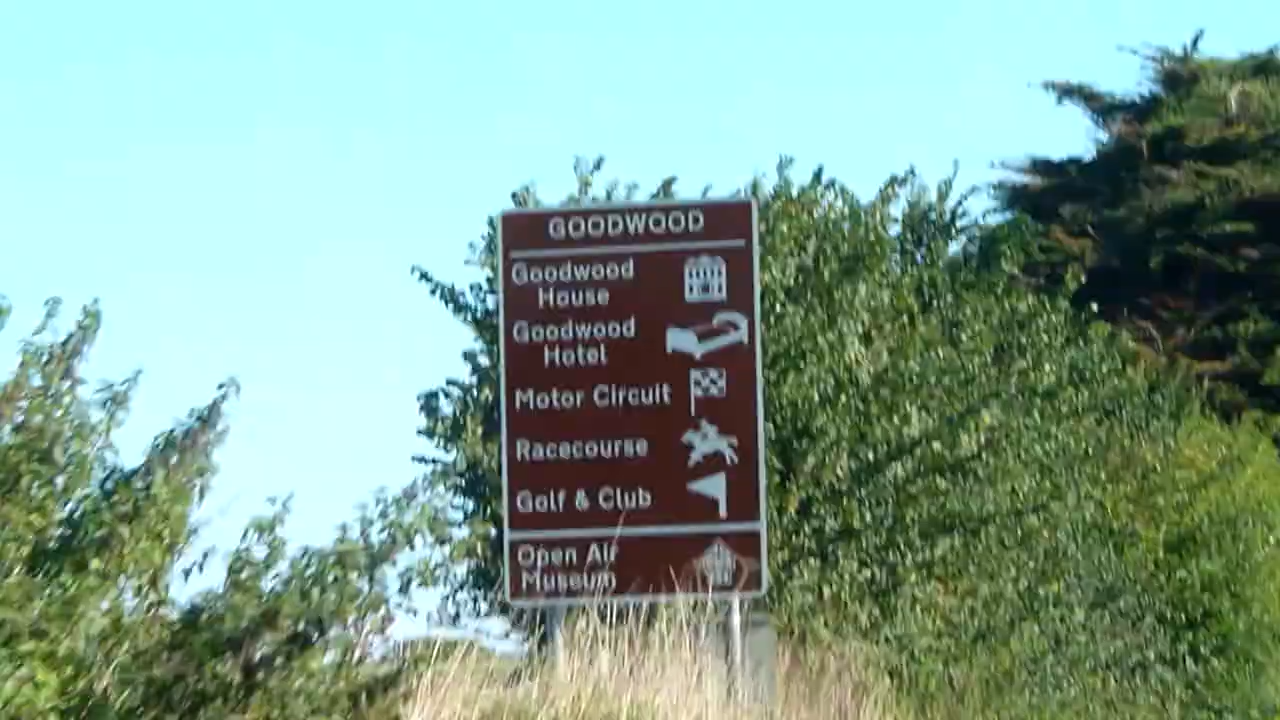 GOODWOOD
Goodwood
House
Goodwood
Hotel
Motor Circuit
Racecourse
Golf & Club
Open Air
Museum